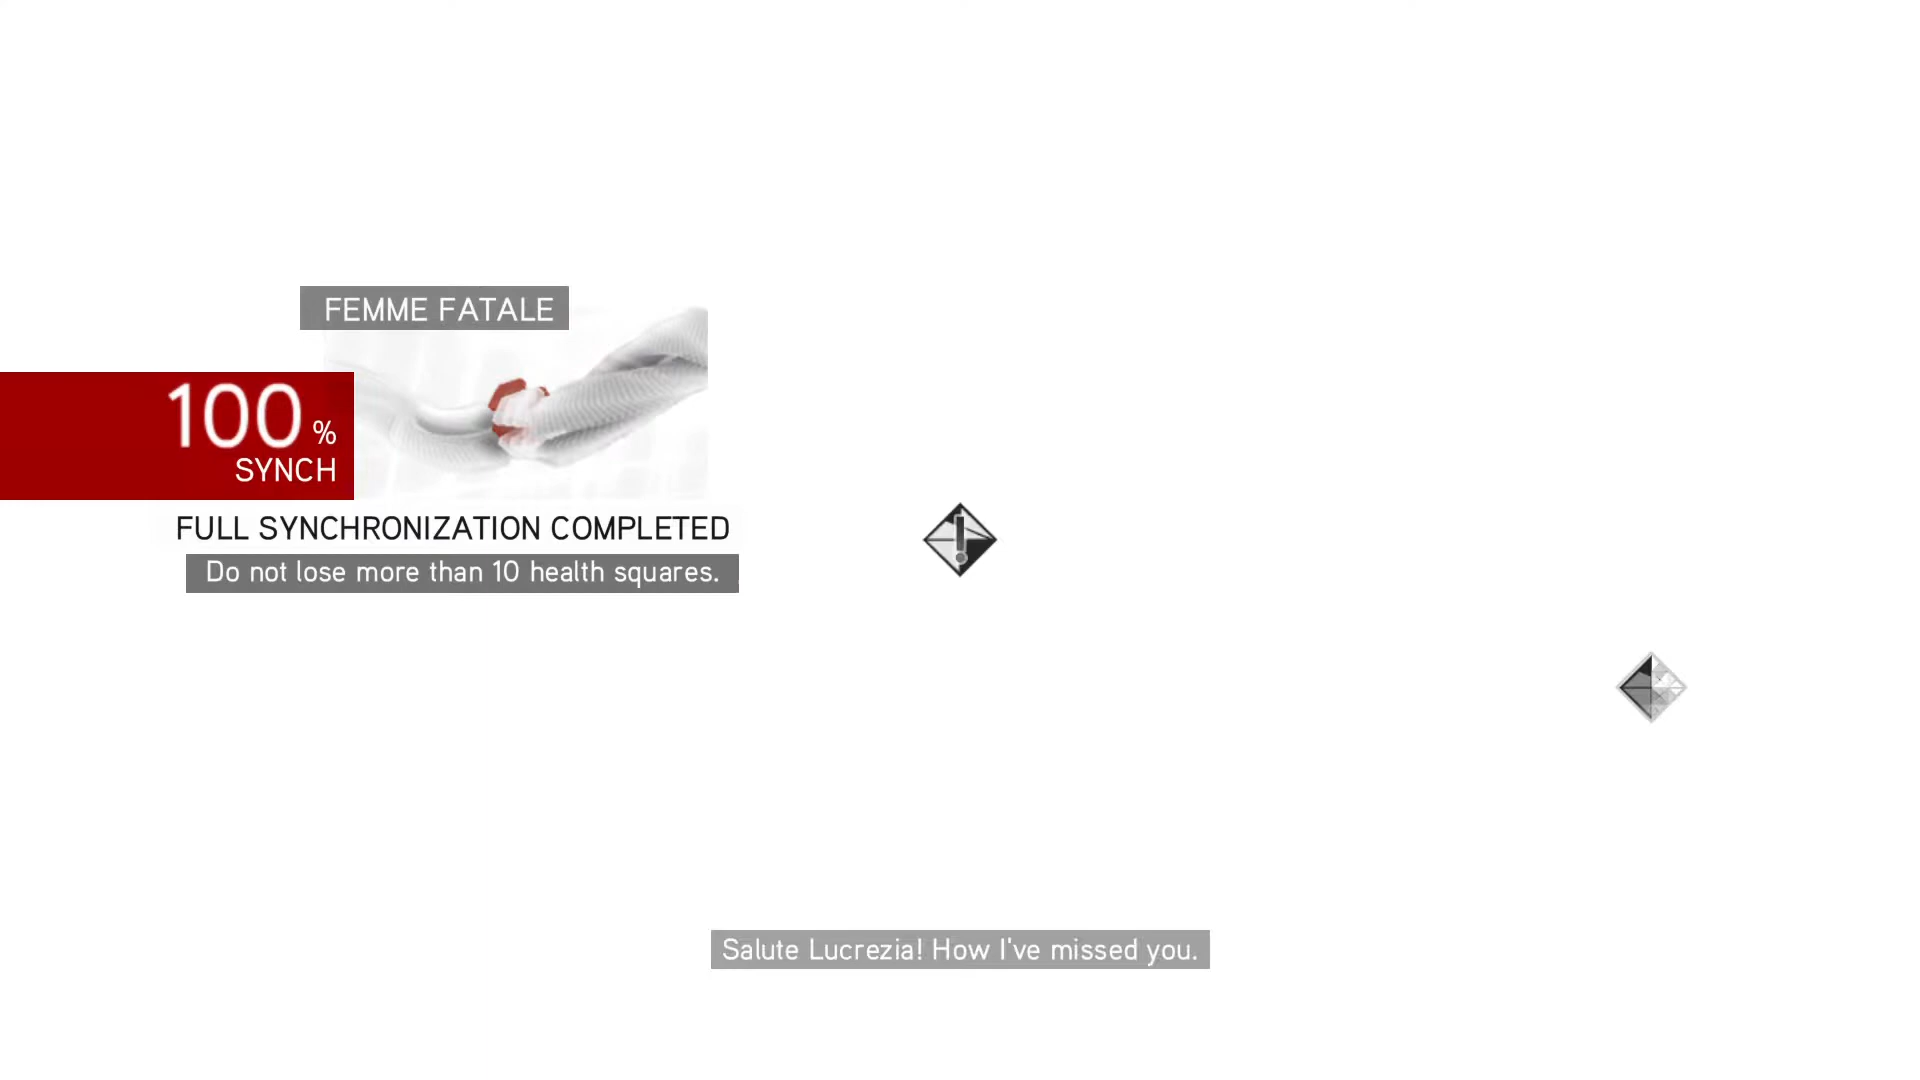 FEMME FATALE
100 %
SYNCH
FULL SYNCHRONIZATION COMPLETED
Do not lose more than 10 health squares.
Salute Lucrezia! How I've missed you.